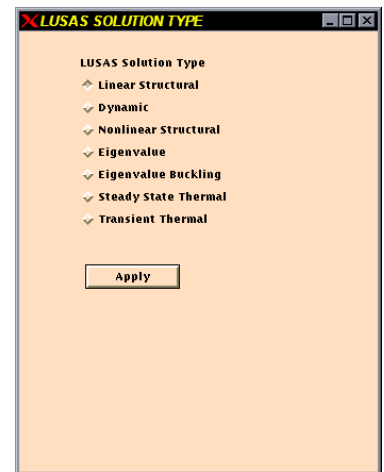 LUSAS SOLUTION TYPE
LUSAS Solution Type
Linear Structural
Dynamic
Nonlinear Structural
Eigenvalue
Eigenvalue Buckling
Steady State Thermal
Transient Thermal
Apply